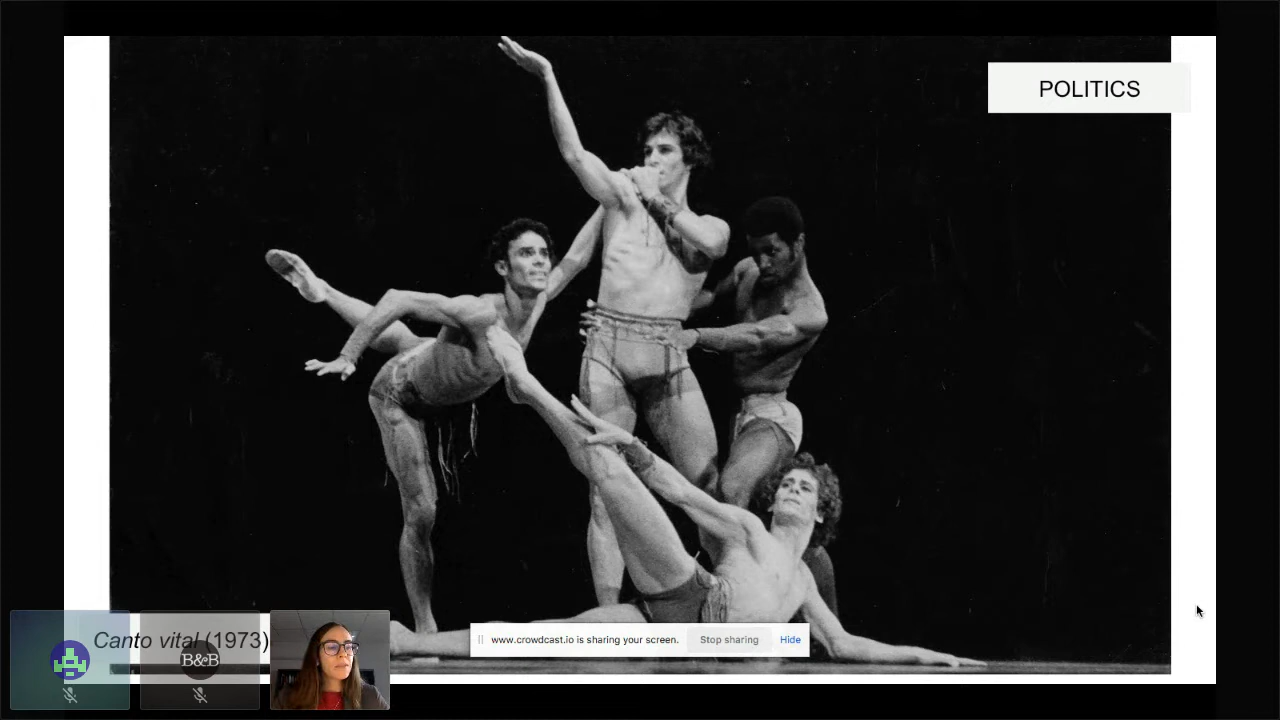 POLITICS
Canto vital (1973)
B&B
www.crowdcast.io is sharing your screen.
Stop sharing
Hide